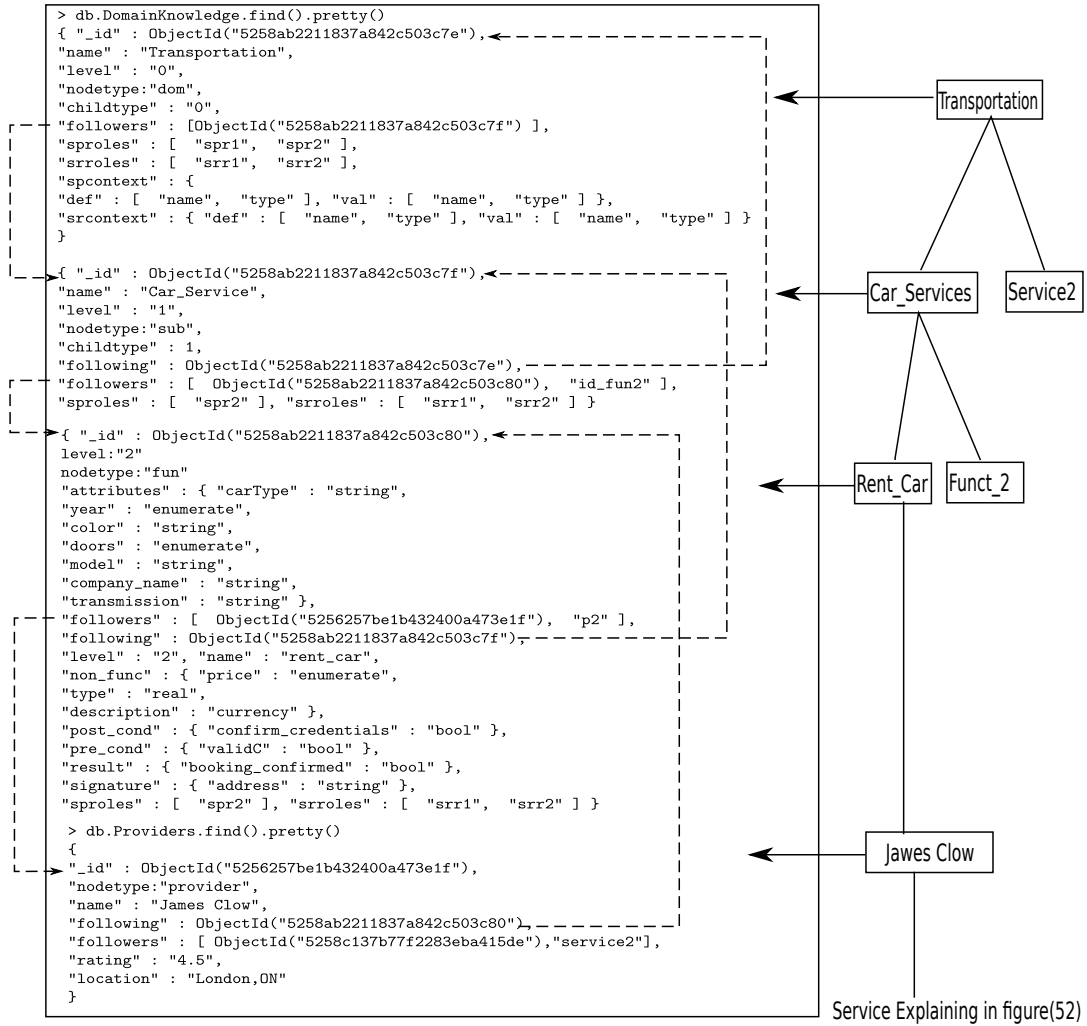 > db.DomainKnowledge.find().pretty()
{ "_id" : ObjectId("5258ab2211837a842c503c7e"),
"name" : "Transportation",
"level" : "0",
"nodetype:"dom",
"childtype" : "0",
"followers" : [ObjectId("5258ab2211837a842c503c7f") ],
"sproles" : [ "spr1", "spr2" ],
"srroles" : [ "srr1", "srr2" ],
"spcontext" : {
"def" : [ "name", "type" ], "val" : [ "name", "type" ] },
"srcontext" : { "def" : [ "name", "type" ], "val" : [ "name", "type" ] }
}
{ "_id" : ObjectId("5258ab2211837a842c503c7f"),
"name" : "Car_Service",
"level" : "1",
"nodetype:"sub",
"childtype" : 1,
"following" : ObjectId("5258ab2211837a842c503c7e"),
"followers" : [ ObjectId("5258ab2211837a842c503c80"), "id_fun2" ],
"sproles" : [ "spr2" ], "srroles" : [ "srr1", "srr2" ] }
{ "_id" : ObjectId("5258ab2211837a842c503c80"),
level:"2"
nodetype:"fun"
"attributes" : { "carType" : "string",
"year" : "enumerate",
"color" : "string",
"doors" : "enumerate",
"model" : "string",
"company_name" : "string",
"transmission" : "string" },
"followers" : [ ObjectId("5256257be1b432400a473e1f"), "p2" ],
"following" : ObjectId("5258ab2211837a842c503c7f"),
"level" : "2", "name" : "rent_car",
"non_func" : { "price" : "enumerate",
"type" : "real",
"description" : "currency" },
"post_cond" : { "confirm_credentials" : "bool" },
"pre_cond" : { "validC" : "bool" },
"result" : { "booking_confirmed" : "bool" },
"signature" : { "address" : "string" },
"sproles" : [ "spr2" ], "srroles" : [ "srr1", "srr2" ] }
> db.Providers.find().pretty()
{
"_id" : ObjectId("5256257be1b432400a473e1f"),
"nodetype:"provider",
"name" : "James Clow",
"following" : ObjectId("5258ab2211837a842c503c80"),
"followers" : [ ObjectId("5258c137b77f2283eba415de"),"service2"],
"rating" : "4.5",
"location" : "London,ON"
}
Transportation
Car_Services
Service2
Rent_Car
Funct_2
Jawes Clow
Service Explaining in figure(52)